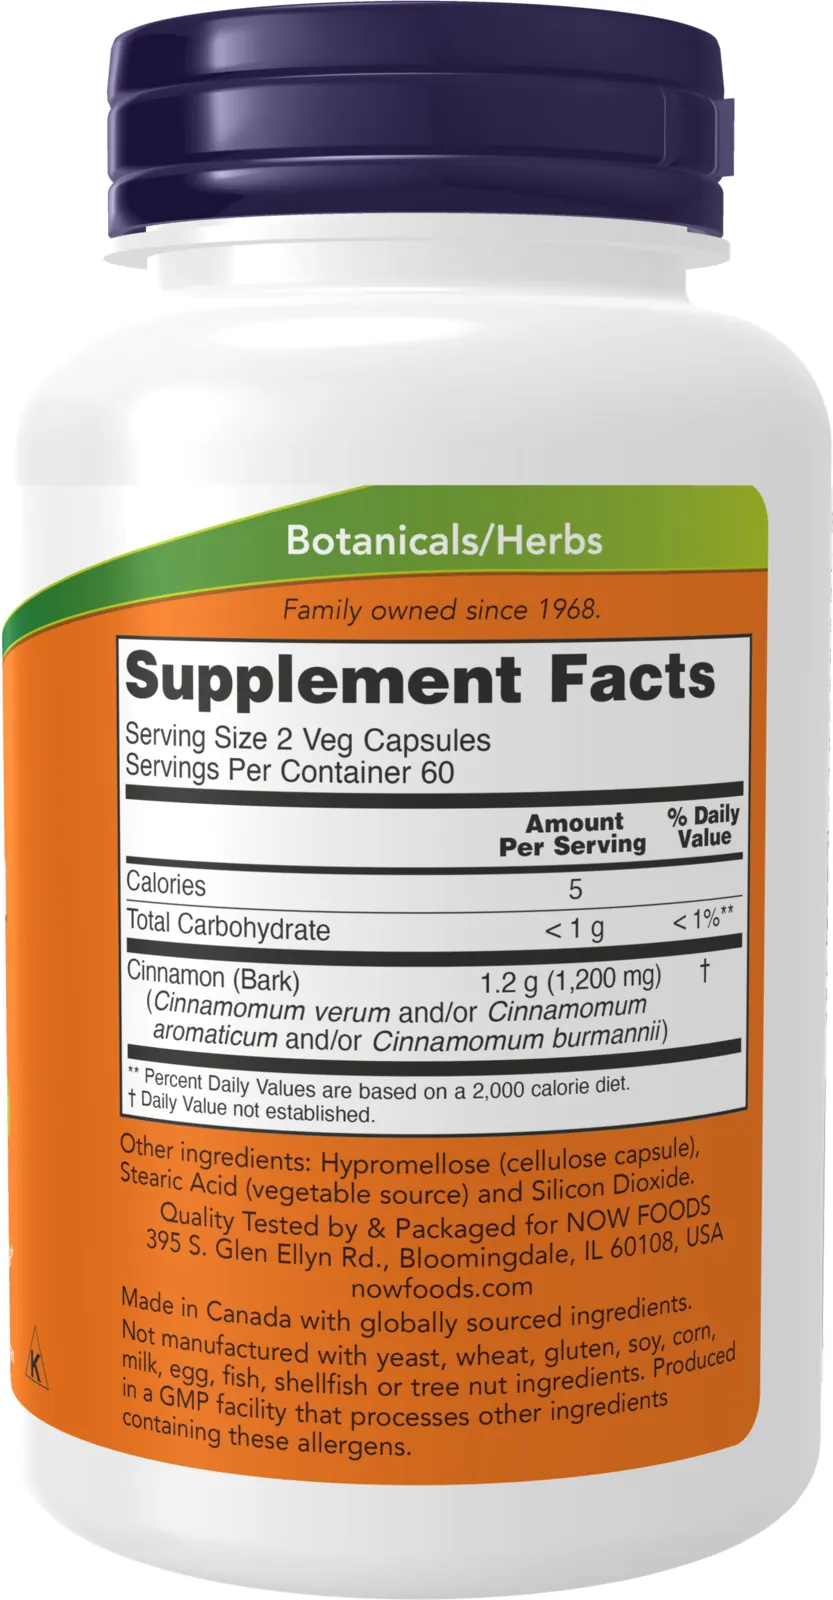 Botanicals/Herbs
Family owned since 1968.
Supplement Facts
Serving Size 2 Veg Capsules
Servings Per Container 60
Amount Per Serving % Daily Value
Calories 5
Total Carbohydrate < 1 g < 1%**
Cinnamon (Bark) 1.2 g (1,200 mg) †
(Cinnamomum verum and/or Cinnamomum
aromaticum and/or Cinnamomum burmannii)
** Percent Daily Values are based on a 2,000 calorie diet.
† Daily Value not established.
Other ingredients: Hypromellose (cellulose capsule),
Stearic Acid (vegetable source) and Silicon Dioxide.
Quality Tested by & Packaged for NOW FOODS
395 S. Glen Ellyn Rd., Bloomingdale, IL 60108, USA
nowfoods.com
Made in Canada with globally sourced ingredients.
Not manufactured with yeast, wheat, gluten, soy, corn,
milk, egg, fish, shellfish or tree nut ingredients. Produced
in a GMP facility that processes other ingredients
containing these allergens.
K